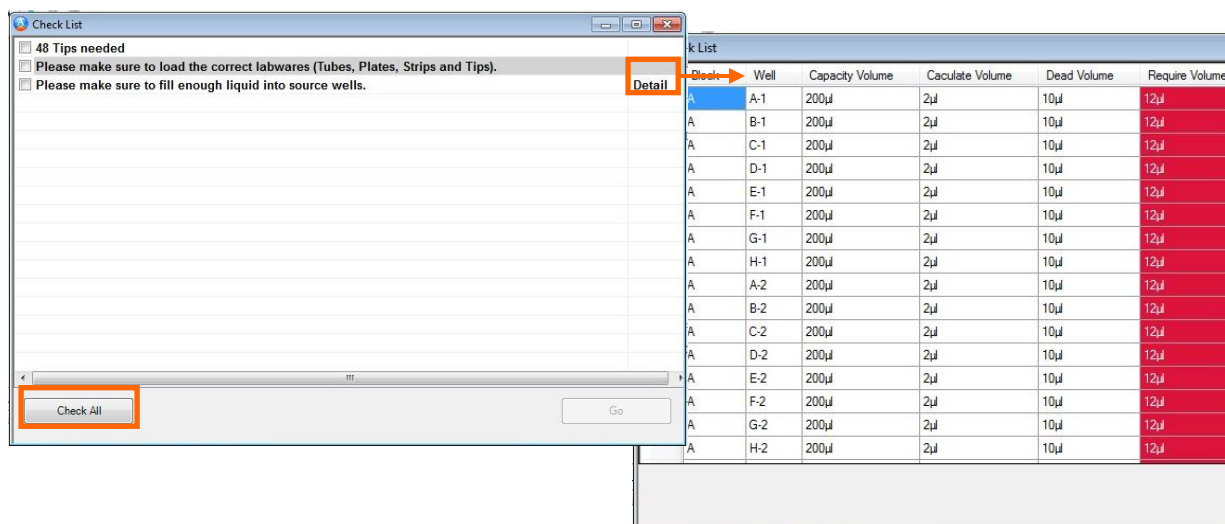 Check List
48 Tips needed
Please make sure to load the correct labwares (Tubes, Plates, Strips and Tips).
Please make sure to fill enough liquid into source wells. Detail
Check All Go
k List
Block Well Capacity Volume Caculate Volume Dead Volume Require Volume
A A-1 200µl 2µl 10µl 12µl
A B-1 200µl 2µl 10µl 12µl
A C-1 200µl 2µl 10µl 12µl
A D-1 200µl 2µl 10µl 12µl
A E-1 200µl 2µl 10µl 12µl
A F-1 200µl 2µl 10µl 12µl
A G-1 200µl 2µl 10µl 12µl
A H-1 200µl 2µl 10µl 12µl
A A-2 200µl 2µl 10µl 12µl
A B-2 200µl 2µl 10µl 12µl
A C-2 200µl 2µl 10µl 12µl
A D-2 200µl 2µl 10µl 12µl
A E-2 200µl 2µl 10µl 12µl
A F-2 200µl 2µl 10µl 12µl
A G-2 200µl 2µl 10µl 12µl
A H-2 200µl 2µl 10µl 12µl